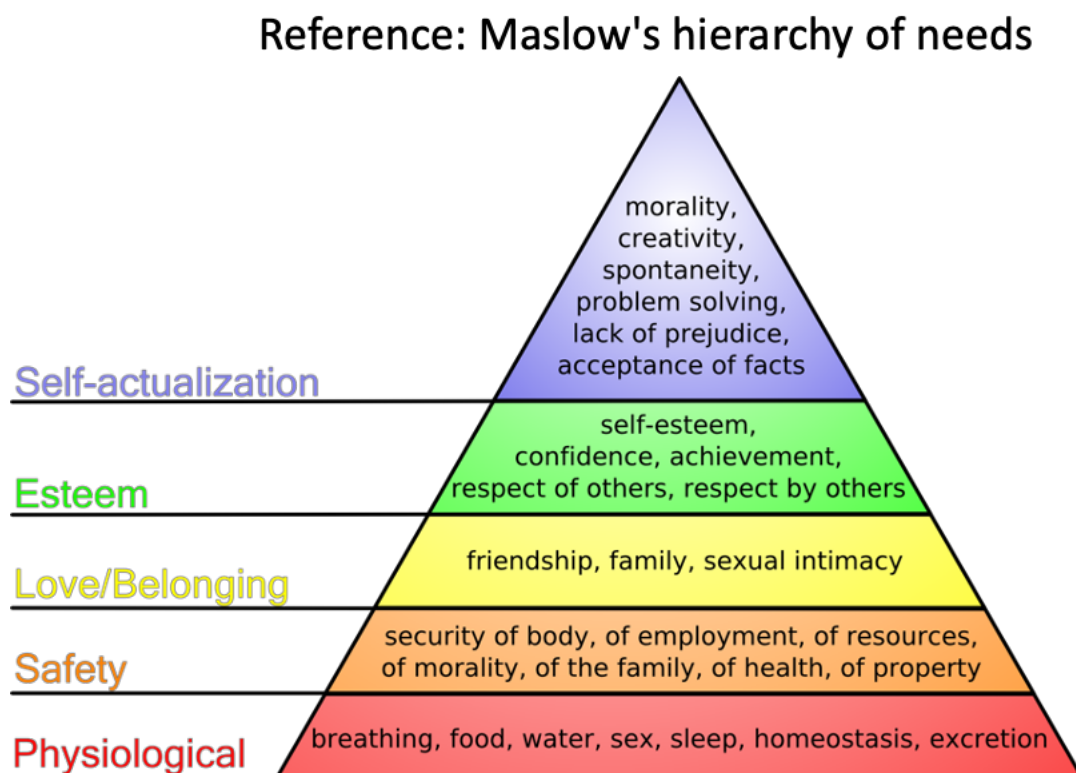 Reference: Maslow's hierarchy of needs
morality,
creativity,
spontaneity,
problem solving,
lack of prejudice,
acceptance of facts
Self-actualization
self-esteem,
confidence, achievement,
respect of others, respect by others
Esteem
friendship, family, sexual intimacy
Love/Belonging
security of body, of employment, of resources,
of morality, of the family, of health, of property
Safety
breathing, food, water, sex, sleep, homeostasis, excretion
Physiological